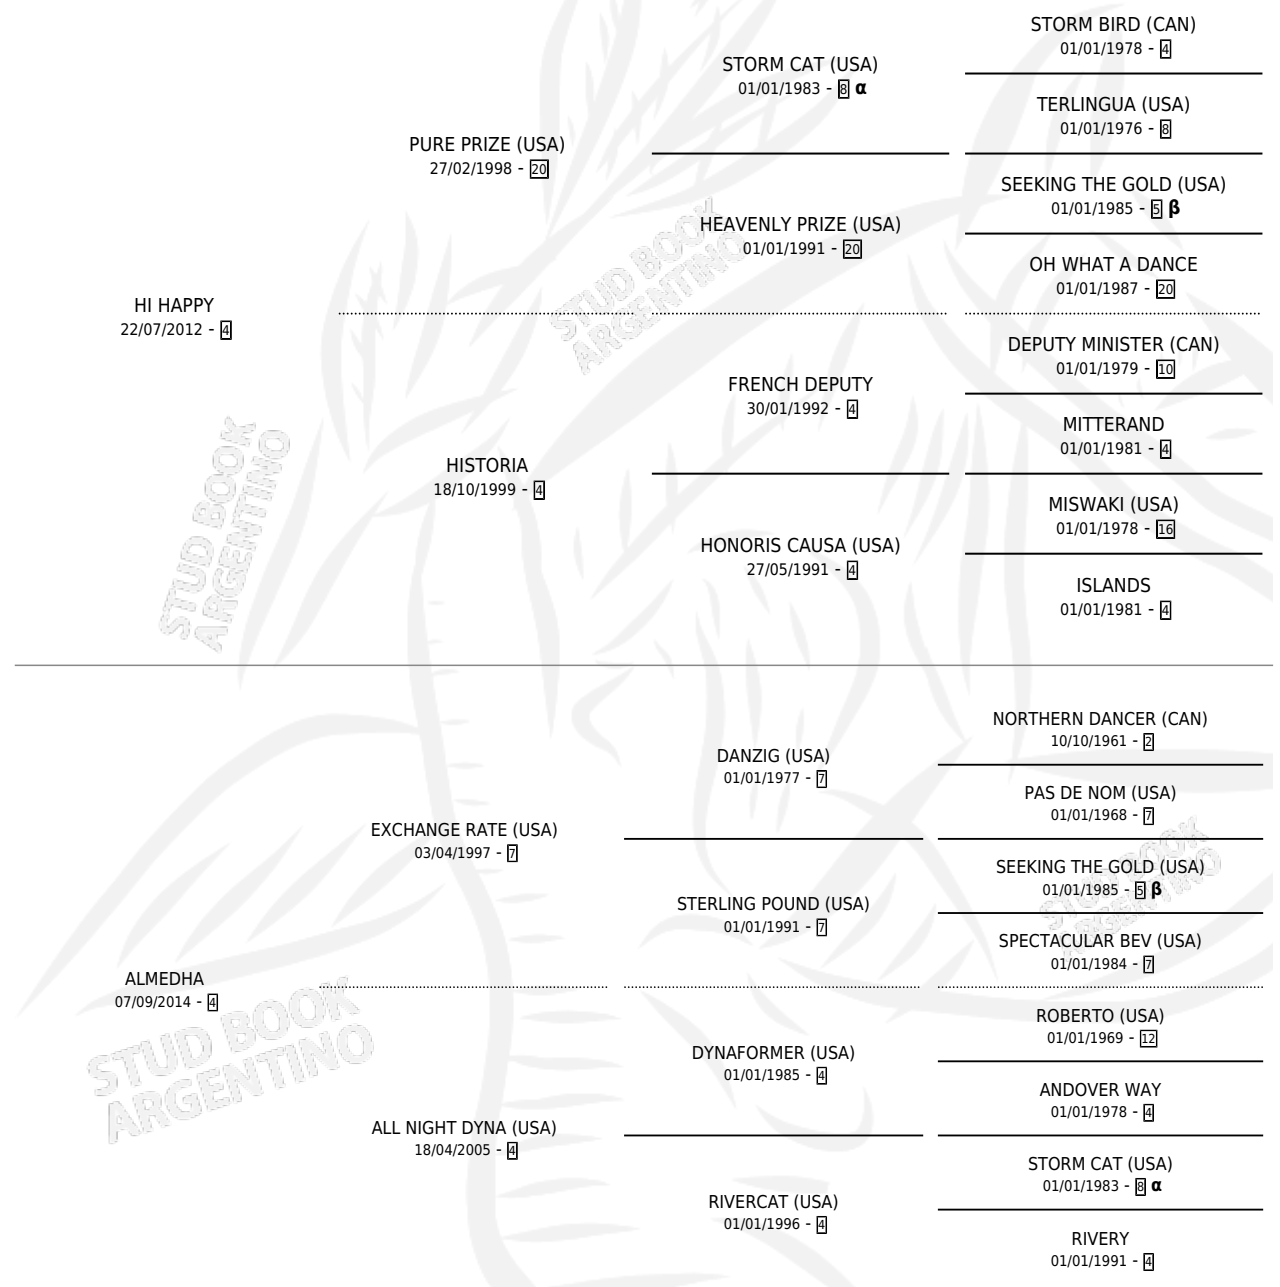 STORM BIRD (CAN)
01/01/1978 - 4
STORM CAT (USA)
01/01/1983 - 8 α
TERLINGUA (USA)
01/01/1976 - 8
PURE PRIZE (USA)
27/02/1998 - 20
SEEKING THE GOLD (USA)
01/01/1985 - 5 β
HEAVENLY PRIZE (USA)
01/01/1991 - 20
OH WHAT A DANCE
01/01/1987 - 20
HI HAPPY
22/07/2012 - 4
DEPUTY MINISTER (CAN)
01/01/1979 - 10
FRENCH DEPUTY
30/01/1992 - 4
MITTERAND
01/01/1981 - 4
HISTORIA
18/10/1999 - 4
MISWAKI (USA)
01/01/1978 - 16
HONORIS CAUSA (USA)
27/05/1991 - 4
ISLANDS
01/01/1981 - 4
STUD BOOK
ARGENTINO
STUD BOOK
ARGENTINO
NORTHERN DANCER (CAN)
10/10/1961 - 2
DANZIG (USA)
01/01/1977 - 7
PAS DE NOM (USA)
01/01/1968 - 7
EXCHANGE RATE (USA)
03/04/1997 - 7
SEEKING THE GOLD (USA)
01/01/1985 - 5 β
STERLING POUND (USA)
01/01/1991 - 7
SPECTACULAR BEV (USA)
01/01/1984 - 7
ALMEDHA
07/09/2014 - 4
ROBERTO (USA)
01/01/1969 - 12
DYNAFORMER (USA)
01/01/1985 - 4
ANDOVER WAY
01/01/1978 - 4
ALL NIGHT DYNA (USA)
18/04/2005 - 4
STORM CAT (USA)
01/01/1983 - 8 α
RIVERCAT (USA)
01/01/1996 - 4
RIVERY
01/01/1991 - 4
STUD BOOK
ARGENTINO
STUD BOOK
ARGENTINO